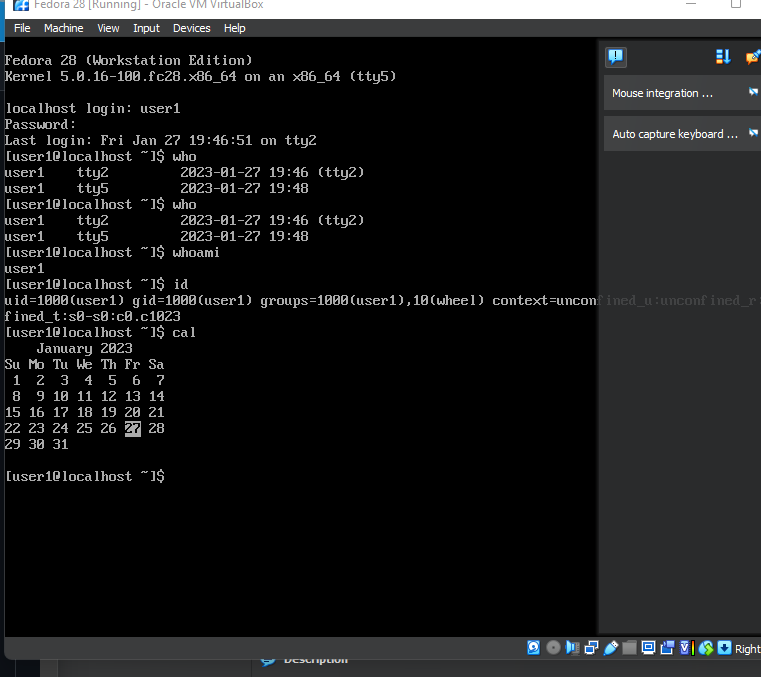 Fedora 28 [Running] - Oracle VM VirtualBox
File Machine View Input Devices Help
Fedora 28 (Workstation Edition)
Kernel 5.0.16-100.fc28.x86_64 on an x86_64 (tty5)
localhost login: user1
Password:
Last login: Fri Jan 27 19:46:51 on tty2
[user1@localhost ~]$ who
user1    tty2         2023-01-27 19:46 (tty2)
user1    tty5         2023-01-27 19:48
[user1@localhost ~]$ who
user1    tty2         2023-01-27 19:46 (tty2)
user1    tty5         2023-01-27 19:48
[user1@localhost ~]$ whoami
user1
[user1@localhost ~]$ id
uid=1000(user1) gid=1000(user1) groups=1000(user1),10(wheel) context=unconfined_u:unconfined_r:
fined_t:s0-s0:c0.c1023
[user1@localhost ~]$ cal
    January 2023
Su Mo Tu We Th Fr Sa
 1  2  3  4  5  6  7
 8  9 10 11 12 13 14
15 16 17 18 19 20 21
22 23 24 25 26 27 28
29 30 31
[user1@localhost ~]$
Mouse integration ...
Auto capture keyboard ...
Right
Description